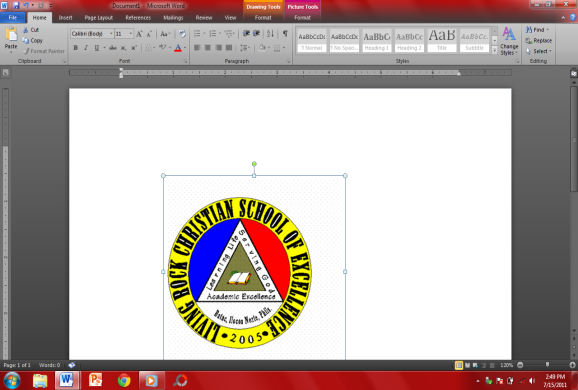 Document1 - Microsoft Word
Drawing Tools
Picture Tools
File
Home
Insert
Page Layout
References
Mailings
Review
View
Format
Format
Paste
Cut
Copy
Format Painter
Clipboard
Calibri (Body)
11
Font
Paragraph
AaBbCcDc
AaBbCcDc
AaBbC
AaBbCc
AaB
AaBbCc.
¶ Normal
¶ No Spac...
Heading 1
Heading 2
Title
Subtitle
Change Styles
Styles
Find
Replace
Select
Editing
LIVING ROCK CHRISTIAN SCHOOL OF EXCELLENCE
Learning Life
Serving God
Academic Excellence
Batac, Ilocos Norte, Phils.
• 2005 •
Page: 1 of 1
Words: 0
120%
2:49 PM
7/15/2011